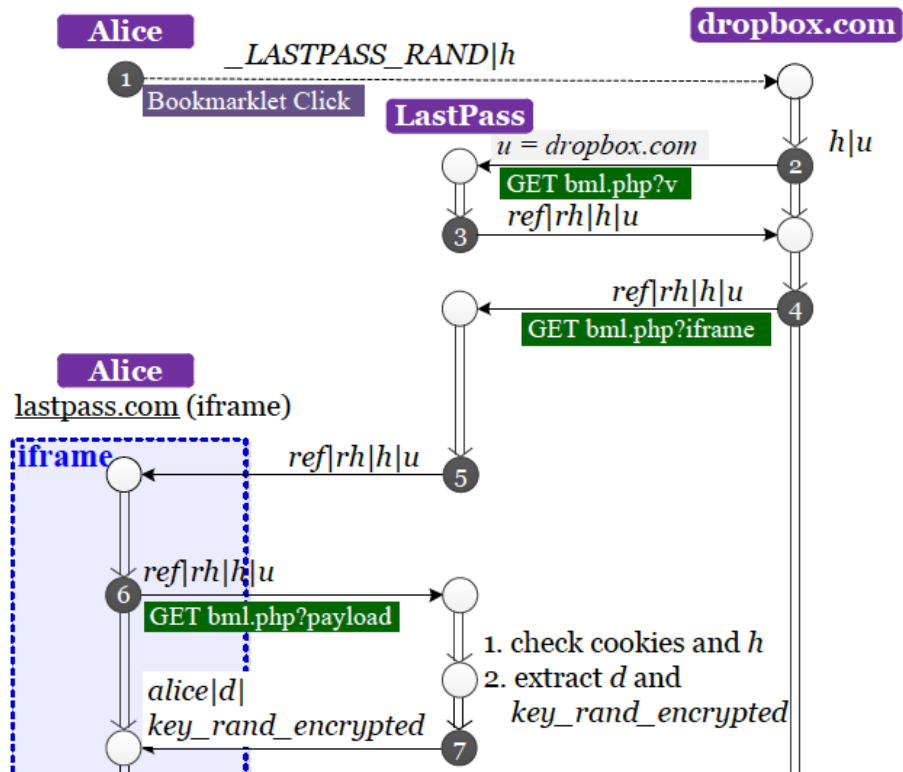 Alice
dropbox.com
_LASTPASS_RAND|h
1
Bookmarklet Click
LastPass
h|u
u = dropbox.com
2
GET bml.php?v
ref|rh|h|u
3
ref|rh|h|u
4
GET bml.php?iframe
Alice
lastpass.com (iframe)
iframe
ref|rh|h|u
5
ref|rh|h|u
6
GET bml.php?payload
1. check cookies and h
2. extract d and
key_rand_encrypted
alice|d|
key_rand_encrypted
7